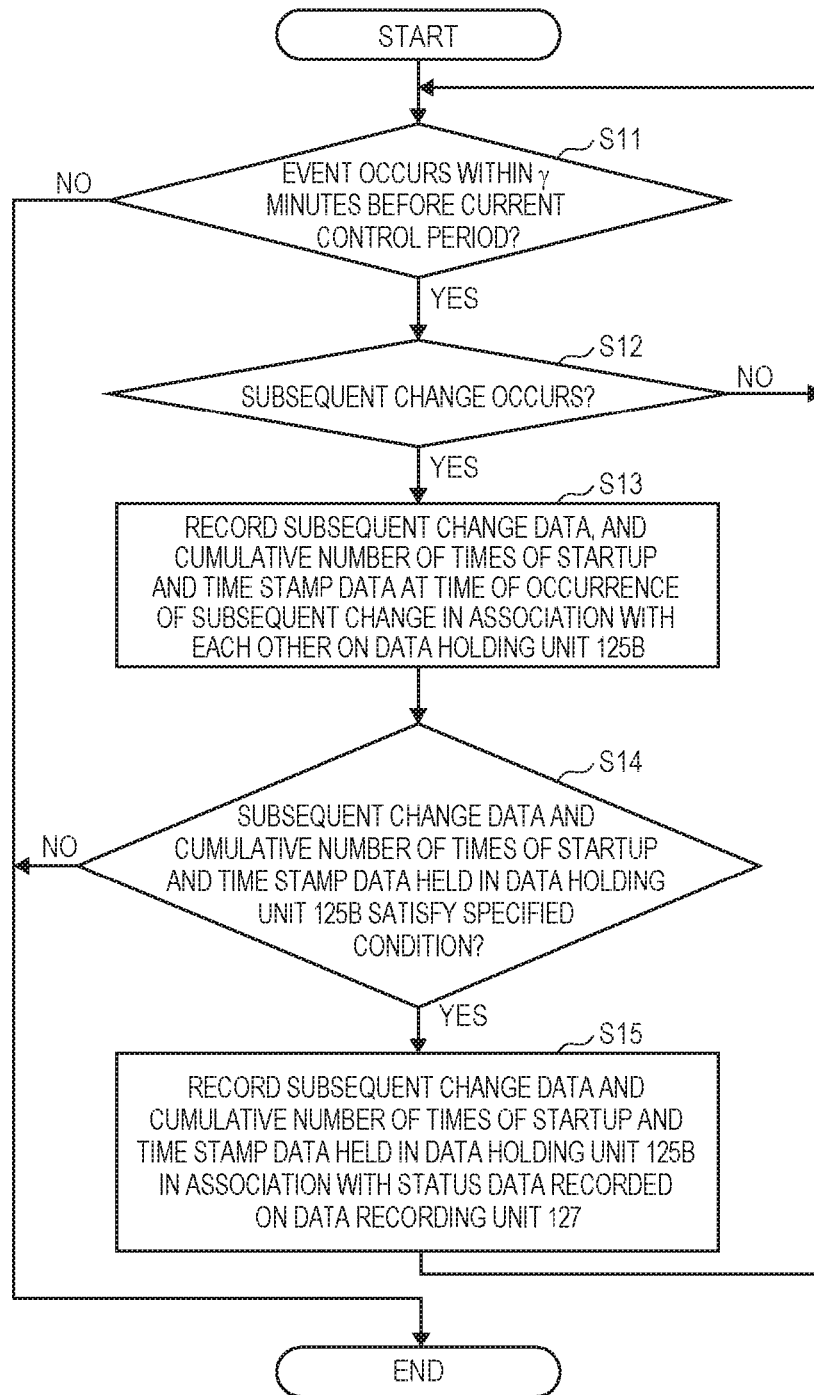 START
S11
EVENT OCCURS WITHIN γ
MINUTES BEFORE CURRENT
CONTROL PERIOD?
NO
YES
S12
SUBSEQUENT CHANGE OCCURS?
NO
YES
S13
RECORD SUBSEQUENT CHANGE DATA, AND
CUMULATIVE NUMBER OF TIMES OF STARTUP
AND TIME STAMP DATA AT TIME OF OCCURRENCE
OF SUBSEQUENT CHANGE IN ASSOCIATION WITH
EACH OTHER ON DATA HOLDING UNIT 125B
S14
SUBSEQUENT CHANGE DATA AND
CUMULATIVE NUMBER OF TIMES OF STARTUP
AND TIME STAMP DATA HELD IN DATA HOLDING
UNIT 125B SATISFY SPECIFIED
CONDITION?
NO
YES
S15
RECORD SUBSEQUENT CHANGE DATA AND
CUMULATIVE NUMBER OF TIMES OF STARTUP AND
TIME STAMP DATA HELD IN DATA HOLDING UNIT 125B
IN ASSOCIATION WITH STATUS DATA RECORDED
ON DATA RECORDING UNIT 127
END